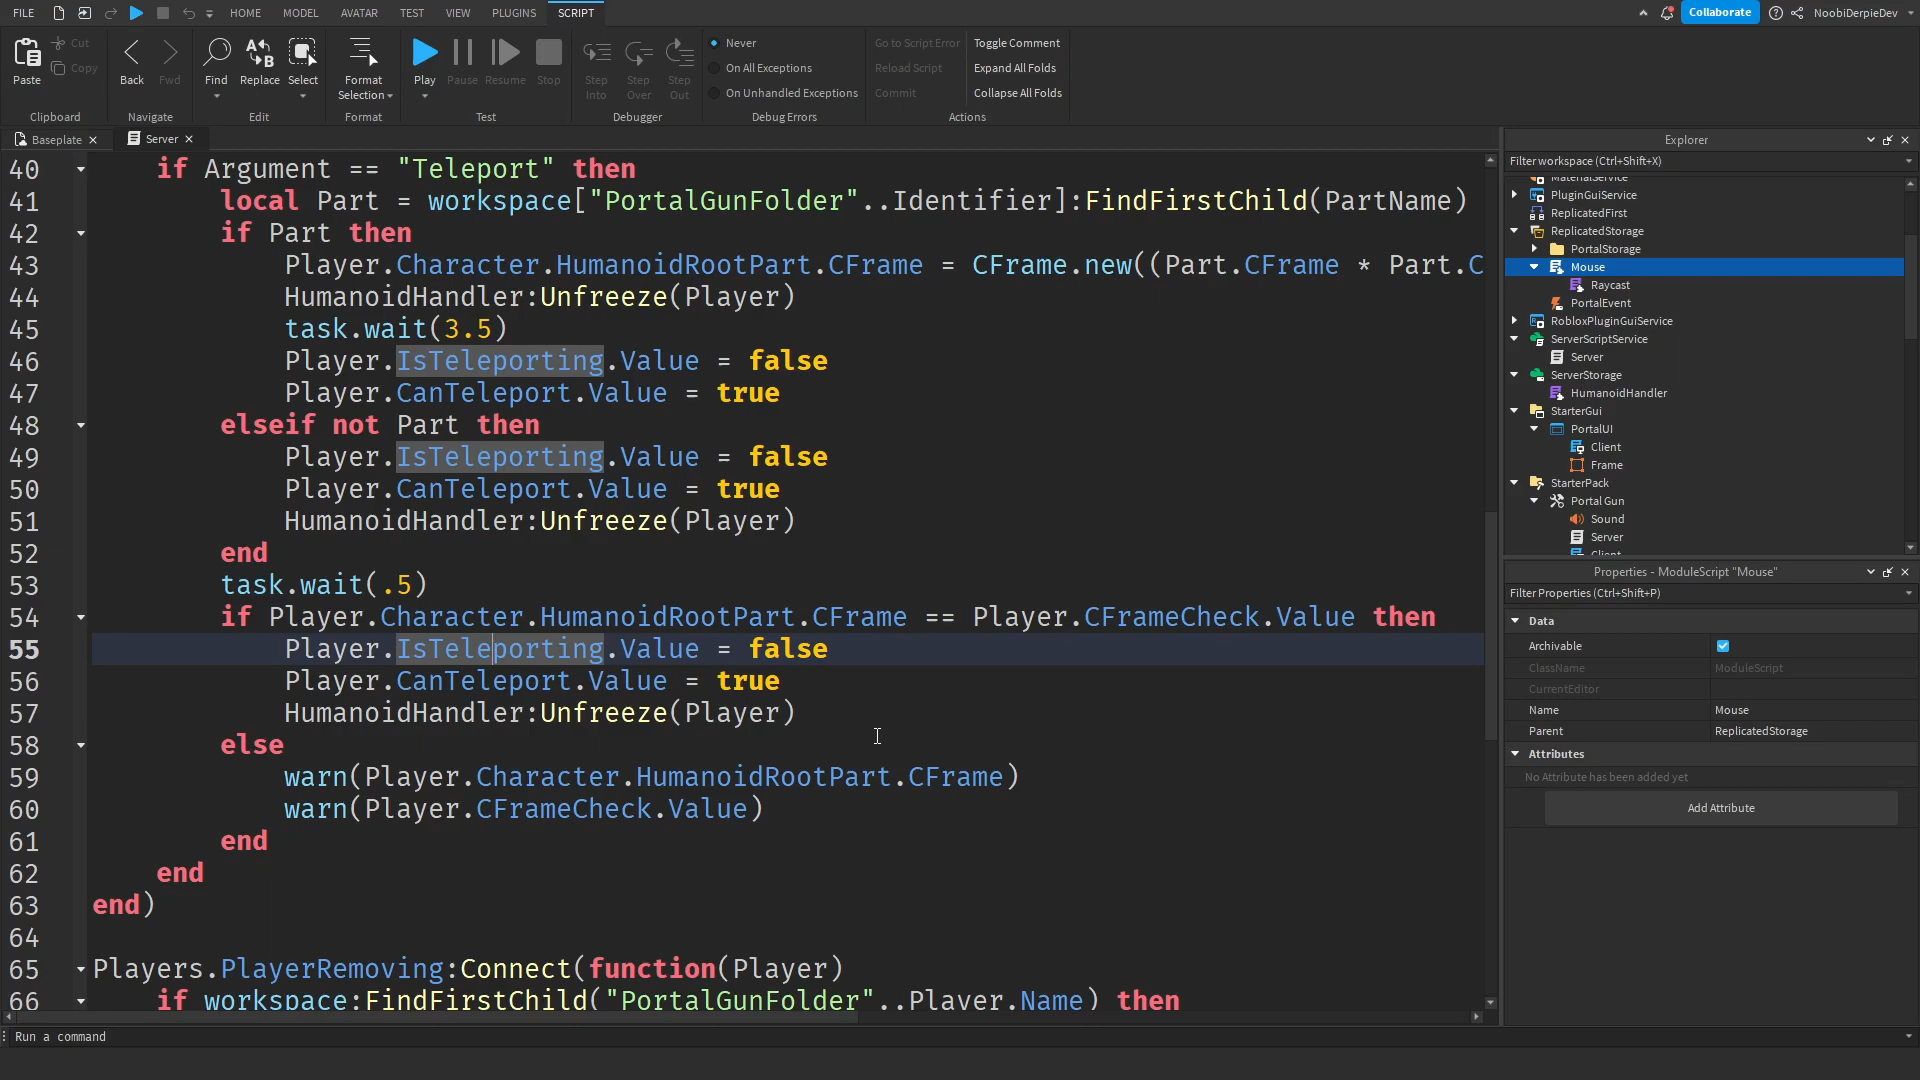 FILE HOME MODEL AVATAR TEST VIEW PLUGINS SCRIPT Collaborate NoobiDerpieDev
Paste Cut Copy
Clipboard
Back Fwd
Navigate
Find Replace Select
Edit
Format Selection
Format
Play Pause Resume Stop
Test
Step Into Step Over Step Out
Debugger
Never
On All Exceptions
On Unhandled Exceptions
Debug Errors
Go to Script Error Toggle Comment
Reload Script Expand All Folds
Commit Collapse All Folds
Actions
Baseplate Server
40 if Argument == "Teleport" then
41 local Part = workspace["PortalGunFolder"..Identifier]:FindFirstChild(PartName)
42 if Part then
43 Player.Character.HumanoidRootPart.CFrame = CFrame.new((Part.CFrame * Part.C
44 HumanoidHandler:Unfreeze(Player)
45 task.wait(3.5)
46 Player.IsTeleporting.Value = false
47 Player.CanTeleport.Value = true
48 elseif not Part then
49 Player.IsTeleporting.Value = false
50 Player.CanTeleport.Value = true
51 HumanoidHandler:Unfreeze(Player)
52 end
53 task.wait(.5)
54 if Player.Character.HumanoidRootPart.CFrame == Player.CFrameCheck.Value then
55 Player.IsTeleporting.Value = false
56 Player.CanTeleport.Value = true
57 HumanoidHandler:Unfreeze(Player)
58 else
59 warn(Player.Character.HumanoidRootPart.CFrame)
60 warn(Player.CFrameCheck.Value)
61 end
62 end
63 end)
64
65 Players.PlayerRemoving:Connect(function(Player)
66 if workspace:FindFirstChild("PortalGunFolder"..Player.Name) then
Run a command
Explorer
Filter workspace (Ctrl+Shift+X)
MaterialService
PluginGuiService
ReplicatedFirst
ReplicatedStorage
PortalStorage
Mouse
Raycast
PortalEvent
RobloxPluginGuiService
ServerScriptService
Server
ServerStorage
HumanoidHandler
StarterGui
PortalUI
Client
Frame
StarterPack
Portal Gun
Sound
Server
Client
Properties - ModuleScript "Mouse"
Filter Properties (Ctrl+Shift+P)
Data
Archivable
ClassName ModuleScript
CurrentEditor
Name Mouse
Parent ReplicatedStorage
Attributes
No Attribute has been added yet
Add Attribute